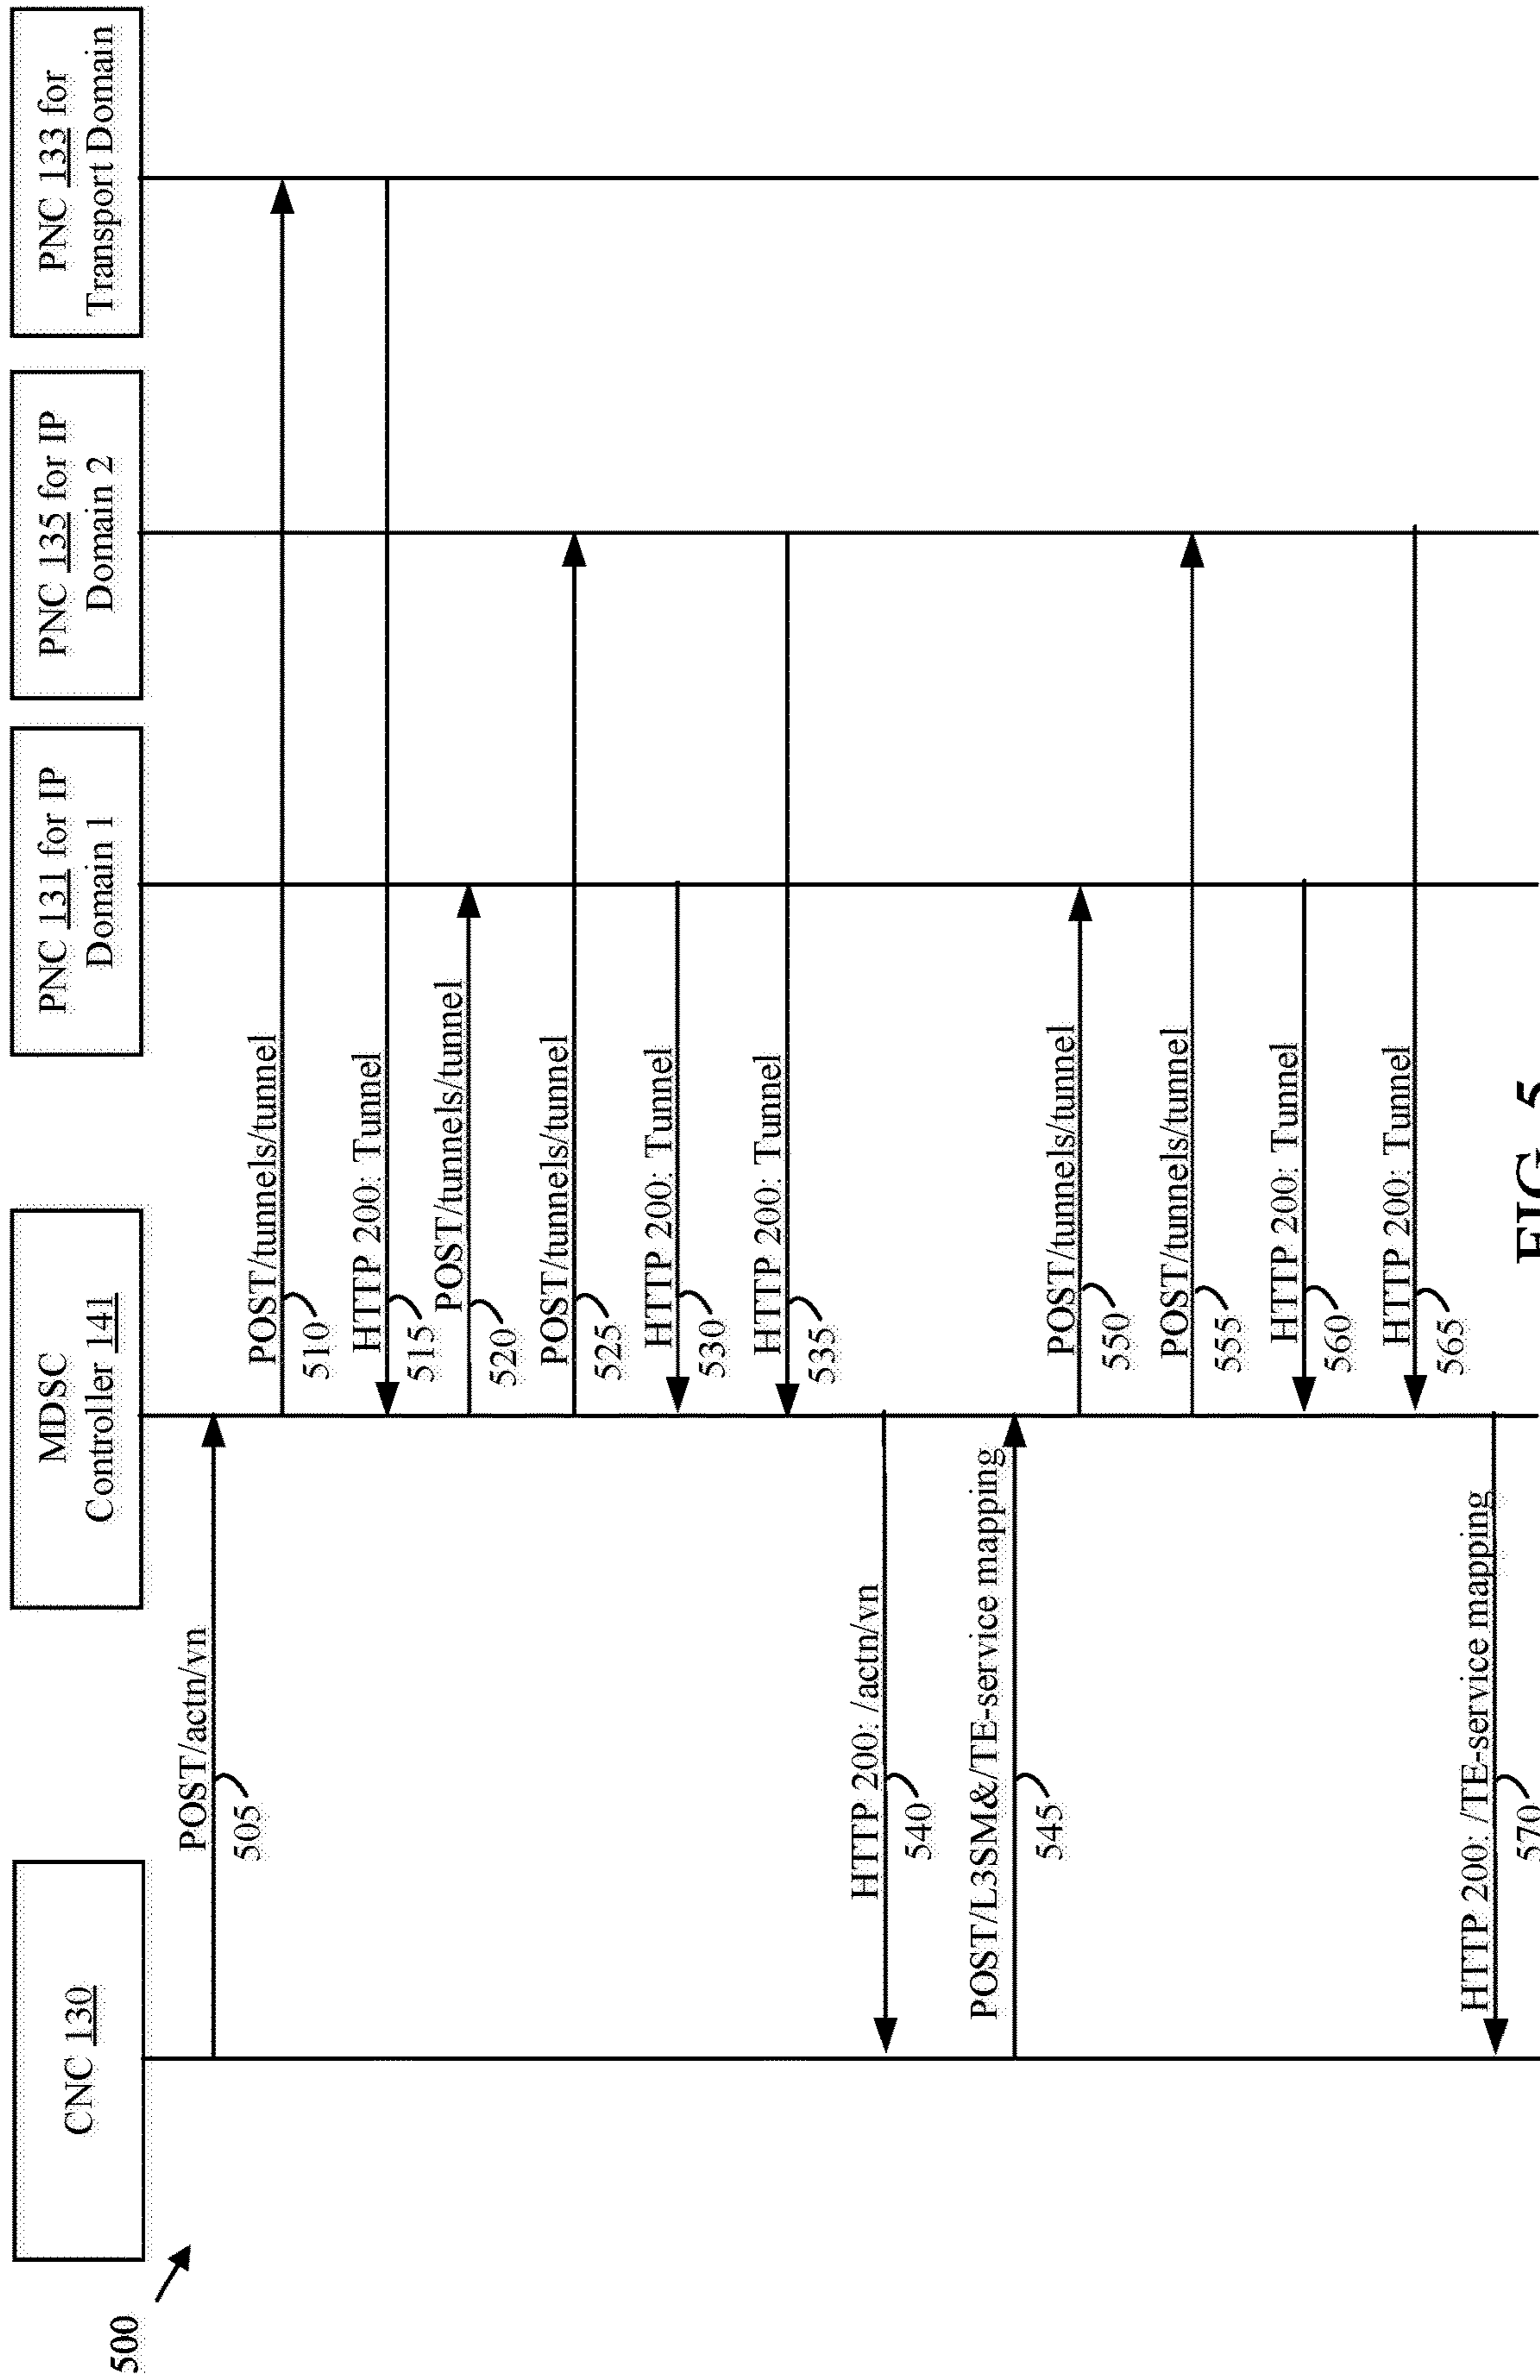 500
CNC 130
MDSC
Controller 141
PNC 131 for IP
Domain 1
PNC 135 for IP
Domain 2
PNC 133 for
Transport Domain
POST/actn/vn
505
POST/tunnels/tunnel
510
HTTP 200: Tunnel
515
POST/tunnels/tunnel
520
POST/tunnels/tunnel
525
HTTP 200: Tunnel
530
HTTP 200: Tunnel
535
HTTP 200: /actn/vn
540
POST/L3SM&/TE-service mapping
545
POST/tunnels/tunnel
550
POST/tunnels/tunnel
555
HTTP 200: Tunnel
560
HTTP 200: Tunnel
565
HTTP 200: /TE-service mapping
570
FIG. 5